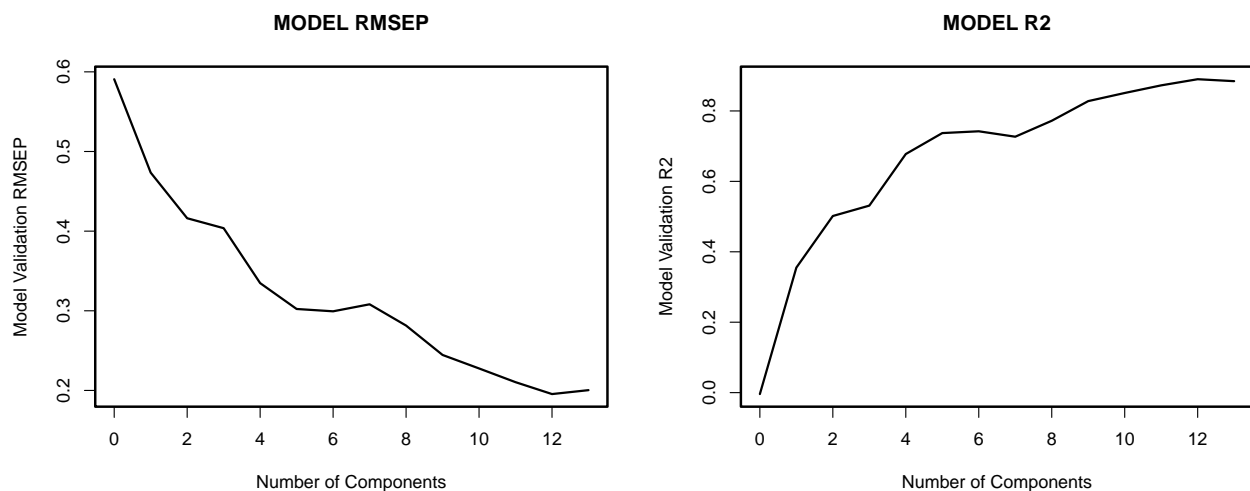 MODEL RMSEP
Model Validation RMSEP
0.6
0.5
0.4
0.3
0.2
0 2 4 6 8 10 12
Number of Components
MODEL R2
Model Validation R2
0.8
0.6
0.4
0.2
0.0
0 2 4 6 8 10 12
Number of Components